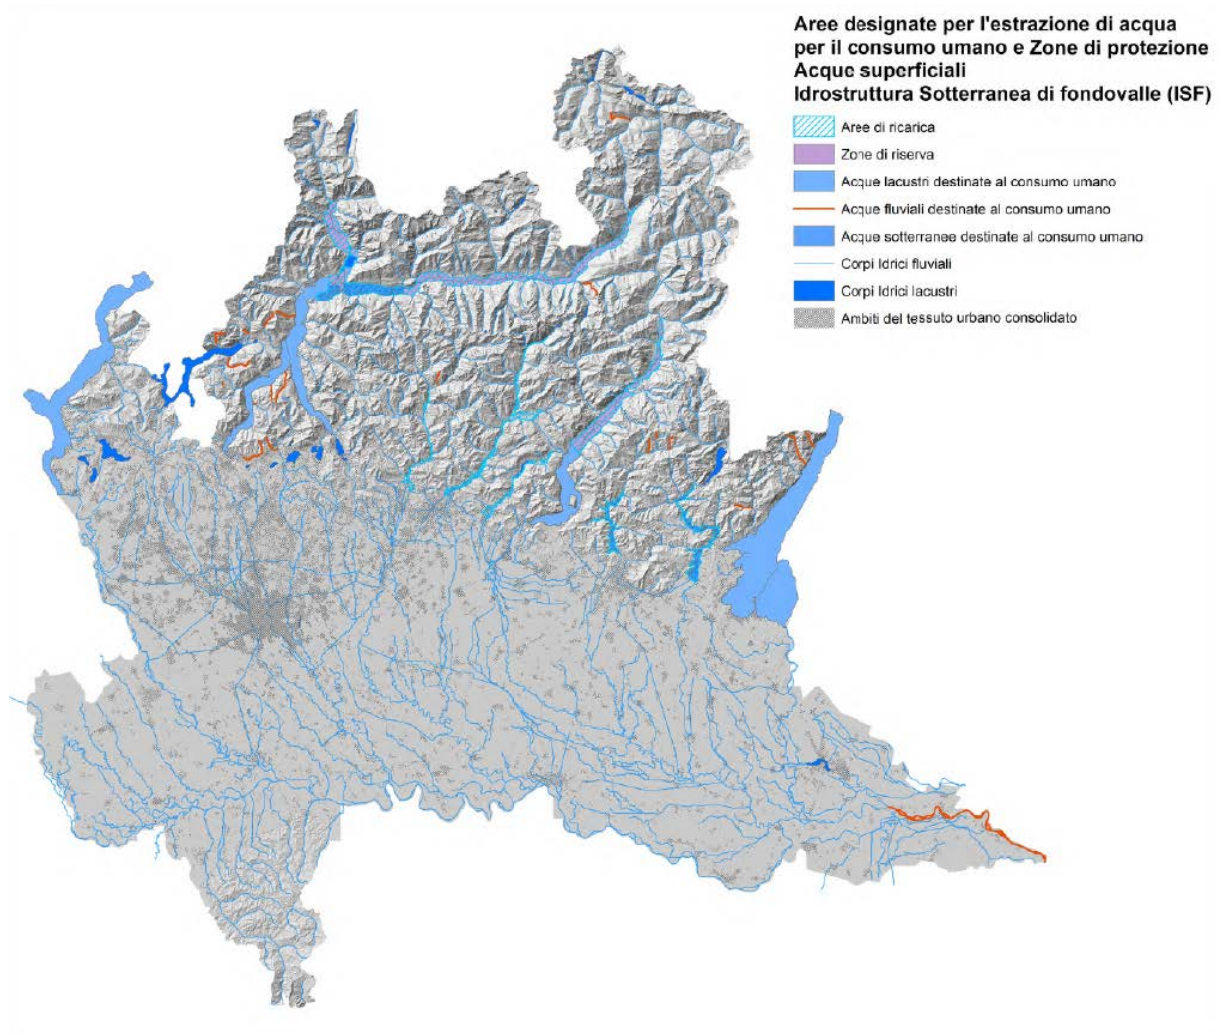 Aree designate per l'estrazione di acqua
per il consumo umano e Zone di protezione
Acque superficiali
Idrostruttura Sotterranea di fondovalle (ISF)
Aree di ricarica
Zone di riserva
Acque lacustri destinate al consumo umano
Acque fluviali destinate al consumo umano
Acque sotterranee destinate al consumo umano
Corpi Idrici fluviali
Corpi Idrici lacustri
Ambiti del tessuto urbano consolidato